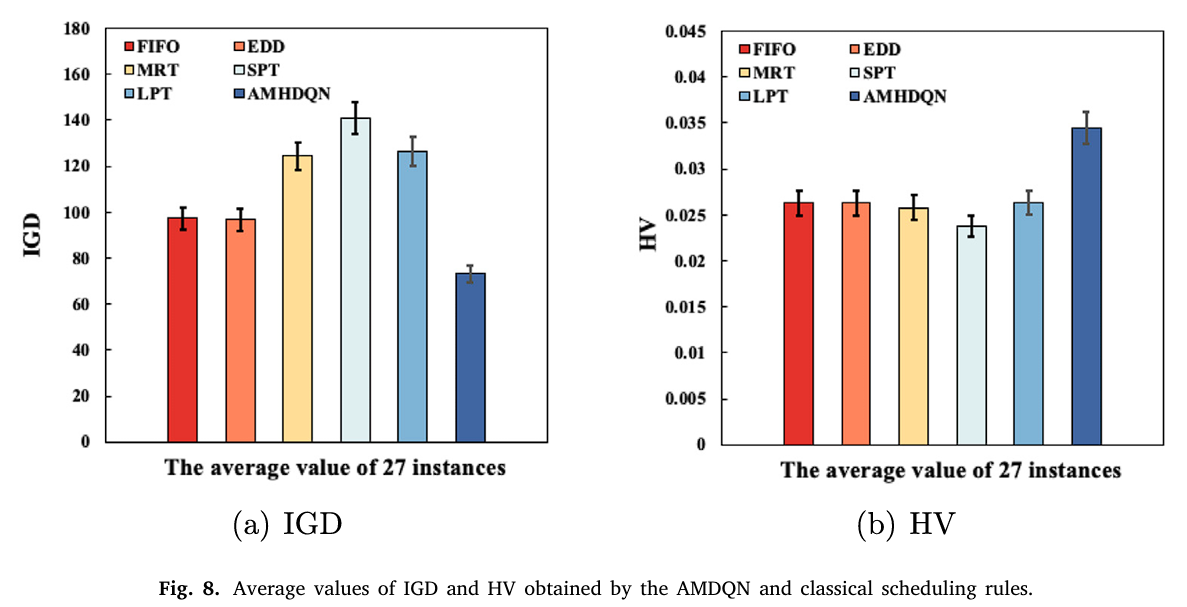 180
160
140
120
100
80
60
40
20
0
IGD
FIFO EDD
MRT SPT
LPT AMHDQN
The average value of 27 instances
(a) IGD
0.045
0.04
0.035
0.03
0.025
0.02
0.015
0.01
0.005
0
HV
FIFO EDD
MRT SPT
LPT AMHDQN
The average value of 27 instances
(b) HV
Fig. 8. Average values of IGD and HV obtained by the AMDQN and classical scheduling rules.